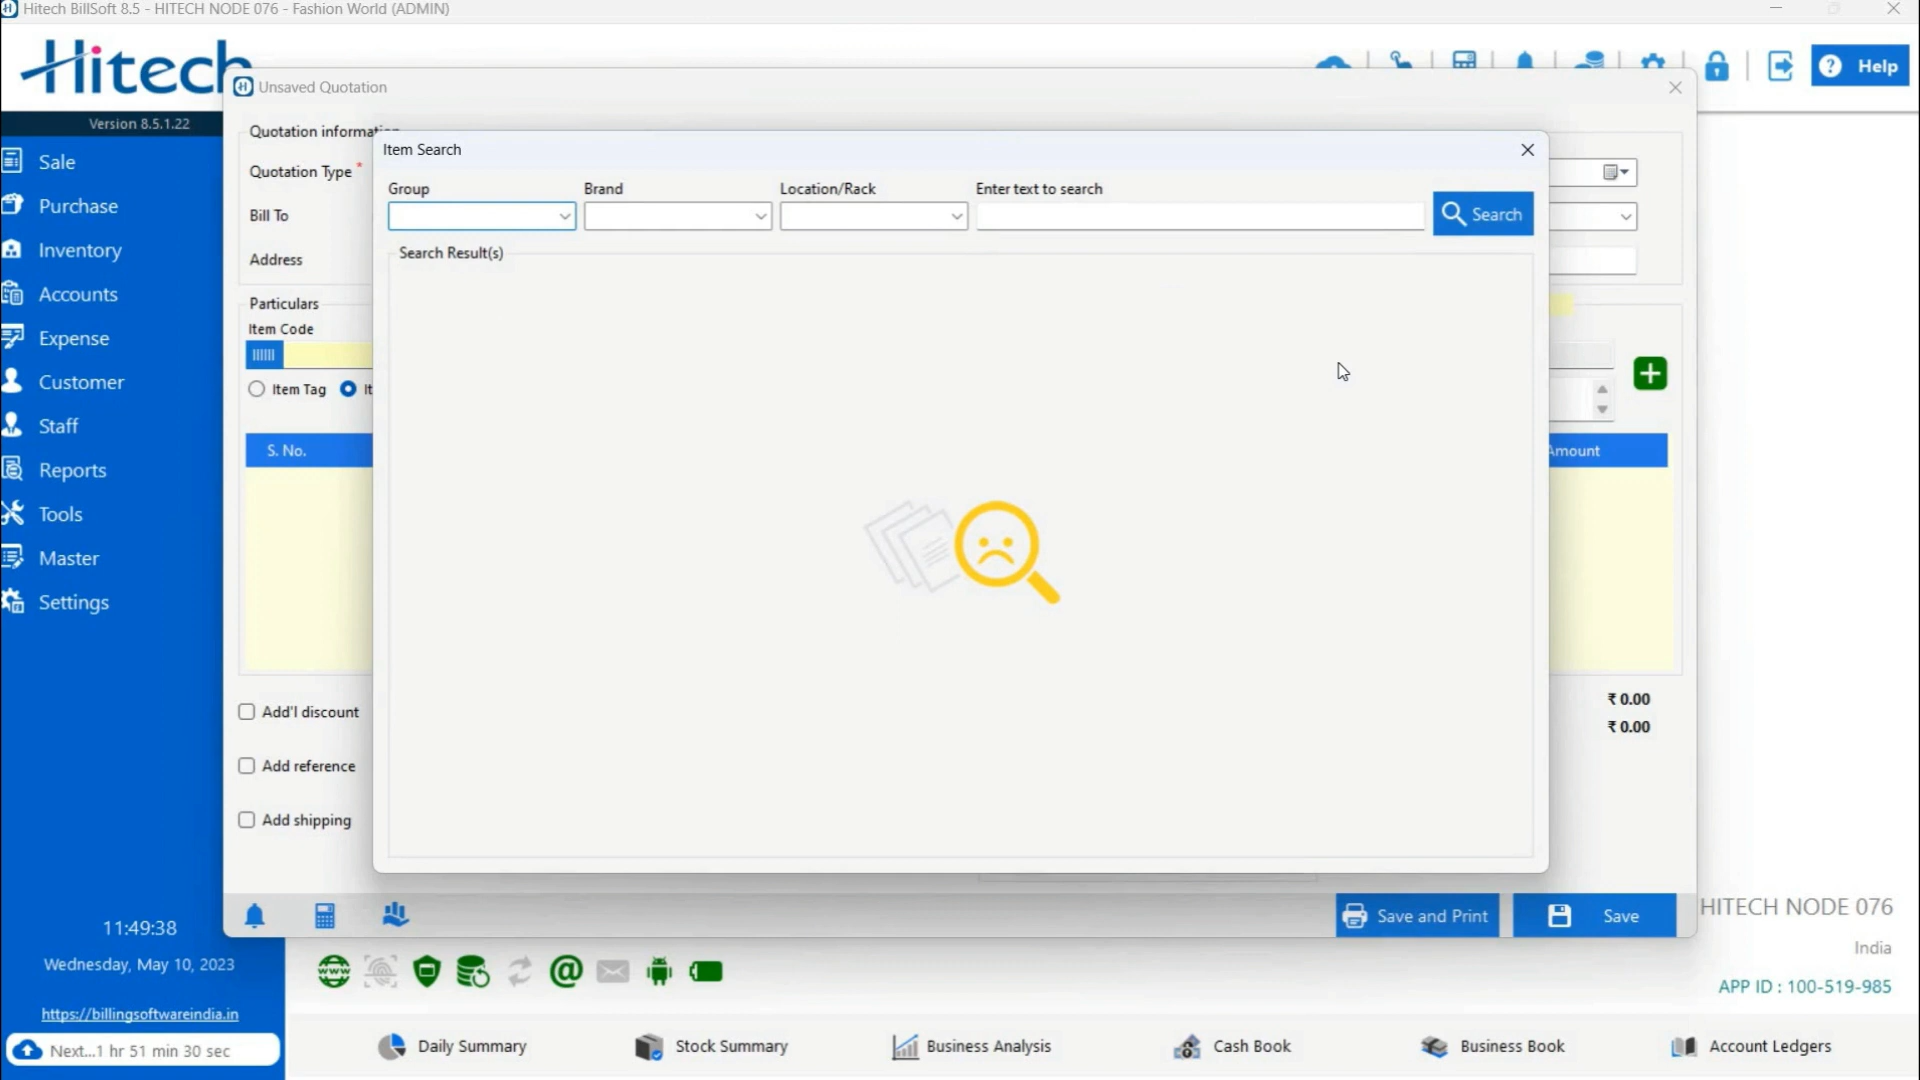 Hitech BillSoft 8.5 - HITECH NODE 076 - Fashion World (ADMIN)
Hitech
Help
Version 8.5.1.22
Sale
Purchase
Inventory
Accounts
Expense
Customer
Staff
Reports
Tools
Master
Settings
11:49:38
Wednesday, May 10, 2023
https://billingsoftwareindia.in
Next...1 hr 51 min 30 sec
Unsaved Quotation
Quotation information
Quotation Type *
Bill To
Address
Particulars
Item Code
Item Tag
It
S. No.
Amount
Add'l discount
Add reference
Add shipping
₹ 0.00
₹ 0.00
Item Search
Group
Brand
Location/Rack
Enter text to search
Search
Search Result(s)
Save and Print
Save
HITECH NODE 076
India
APP ID : 100-519-985
www
Daily Summary
Stock Summary
Business Analysis
Cash Book
Business Book
Account Ledgers